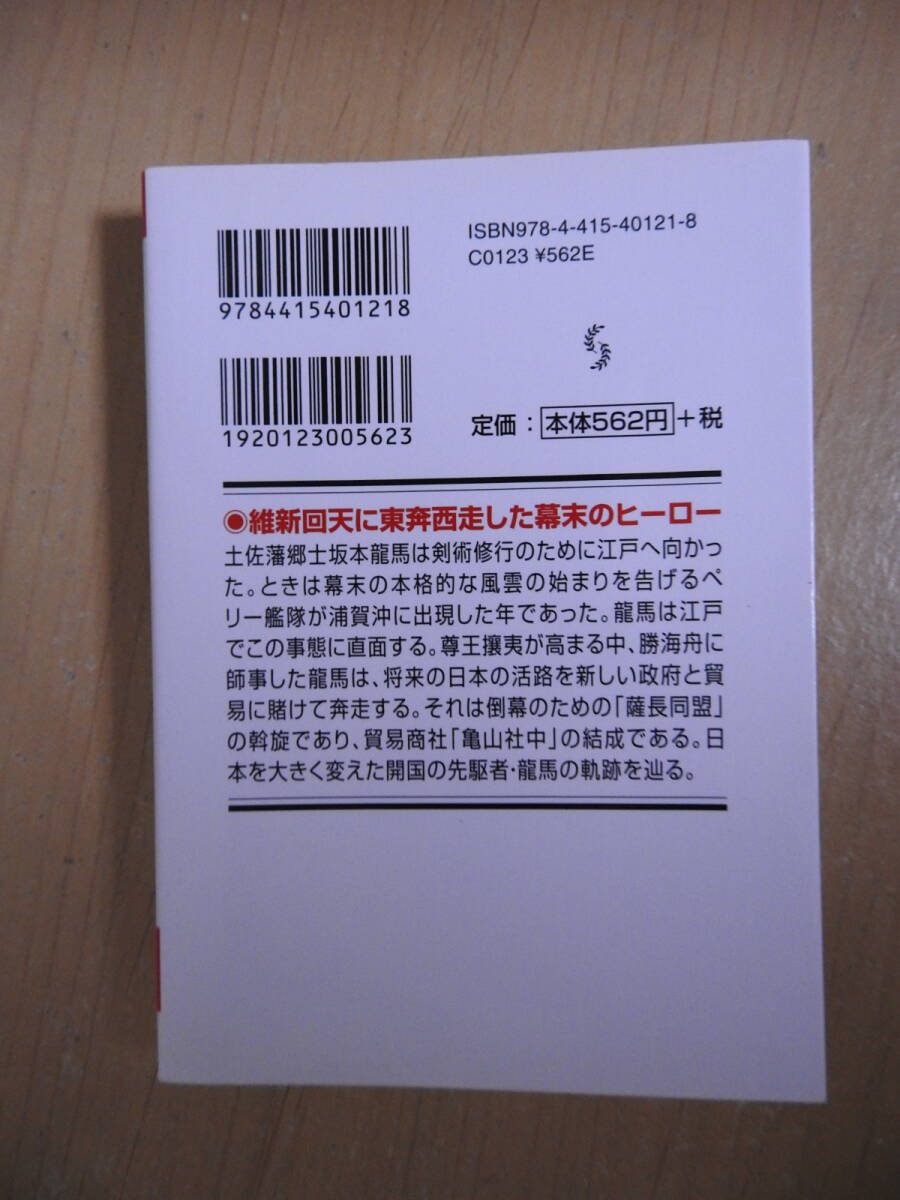 ISBN978-4-415-40121-8
C0123 ¥562E
9784415401218
1920123005623
定価：本体562円+税
◉維新回天に東奔西走した幕末のヒーロー
土佐藩郷士坂本龍馬は剣術修行のために江戸へ向かっ
た。ときは幕末の本格的な風雲の始まりを告げるペ
リー艦隊が浦賀沖に出現した年であった。龍馬は江戸
でこの事態に直面する。尊王攘夷が高まる中、勝海舟に
師事した龍馬は、将来の日本の活路を新しい政府と貿
易に賭けて奔走する。それは倒幕のための「薩長同盟」
の斡旋であり、貿易商社「亀山社中」の結成である。日
本を大きく変えた開国の先駆者・龍馬の軌跡を辿る。